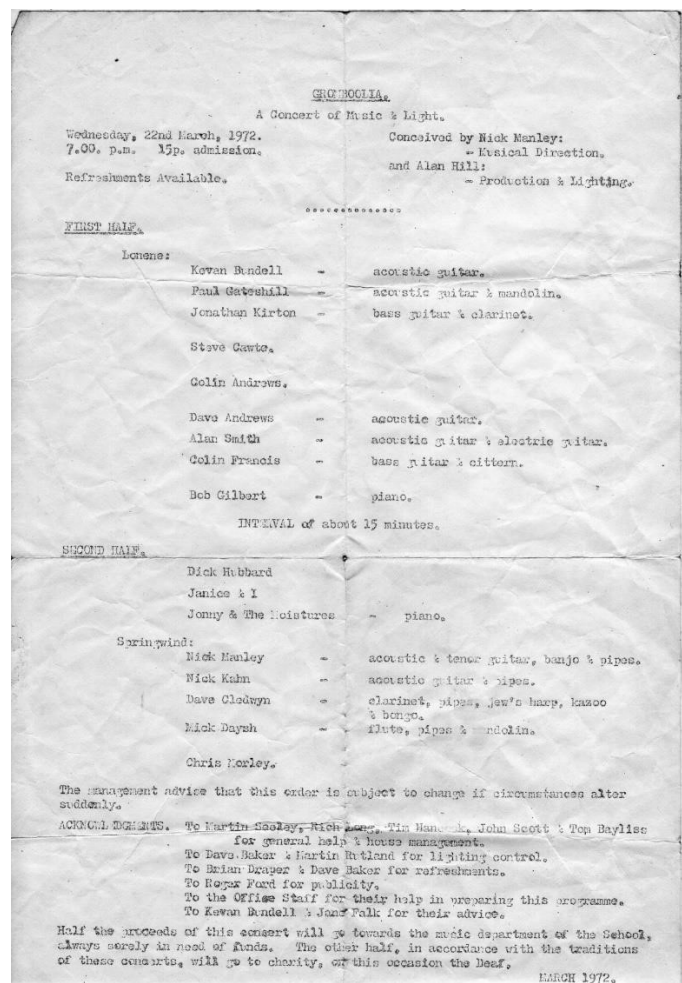 GROMBOOLIA.
A Concert of Music & Light.
Wednesday, 22nd March, 1972.
7.00. p.m. 15p. admission.
Refreshments Available.
Conceived by Nick Manley:
- Musical Direction.
and Alan Hill:
- Production & Lighting.
FIRST HALF.
Lonene:
Kevan Bundell - acoustic guitar.
Paul Gateshill - acoustic guitar & mandolin.
Jonathan Kirton - bass guitar & clarinet.
Steve Cawte.
Colin Andrews.
Dave Andrews - acoustic guitar.
Alan Smith - acoustic guitar & electric guitar.
Colin Francis - bass guitar & cittern.
Bob Gilbert - piano.
INTERVAL of about 15 minutes.
SECOND HALF.
Dick Hubbard
Janice & I
Jonny & The Moistures - piano.
Springwind:
Nick Manley - acoustic & tenor guitar, banjo & pipes.
Nick Kahn - acoustic guitar & pipes.
Dave Cledwyn - clarinet, pipes, jew's harp, kazoo
& bongo.
Mick Daysh - flute, pipes & mandolin.
Chris Morley.
The management advise that this order is subject to change if circumstances alter
suddenly.
ACKNOWLEDGMENTS. To Martin Seeley, Rich Long, Tim Hancock, John Scott & Tom Bayliss
for general help & house management.
To Dave Baker & Martin Rutland for lighting control.
To Brian Draper & Dave Baker for refreshments.
To Roger Ford for publicity.
To the Office Staff for their help in preparing this programme.
To Kevan Bundell & Jane Falk for their advice.
Half the proceeds of this concert will go towards the music department of the School,
always sorely in need of funds. The other half, in accordance with the traditions
of these concerts, will go to charity, on this occasion the Deaf.
MARCH 1972.